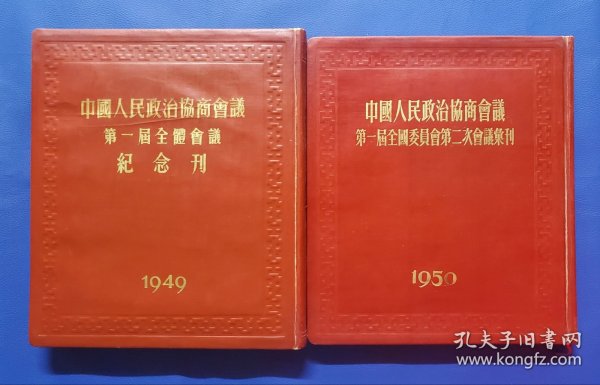 中國人民政治協商會議
第一屆全體會議
紀念刊
1949
中國人民政治協商會議
第一屆全國委員會第二次會議彙刊
1950
孔夫子旧书网
www.kongfz.com